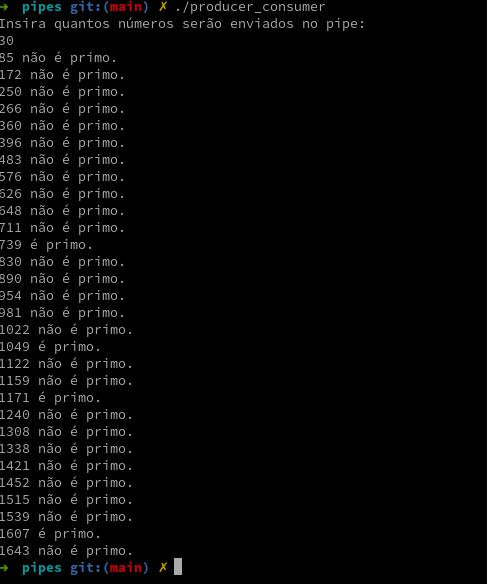 ➜ pipes git:(main) ✗ ./producer_consumer
Insira quantos números serão enviados no pipe:
30
85 não é primo.
172 não é primo.
250 não é primo.
266 não é primo.
360 não é primo.
396 não é primo.
483 não é primo.
576 não é primo.
626 não é primo.
648 não é primo.
711 não é primo.
739 é primo.
830 não é primo.
890 não é primo.
954 não é primo.
981 não é primo.
1022 não é primo.
1049 é primo.
1122 não é primo.
1159 não é primo.
1171 é primo.
1240 não é primo.
1308 não é primo.
1338 não é primo.
1421 não é primo.
1452 não é primo.
1515 não é primo.
1539 não é primo.
1607 é primo.
1643 não é primo.
➜ pipes git:(main) ✗